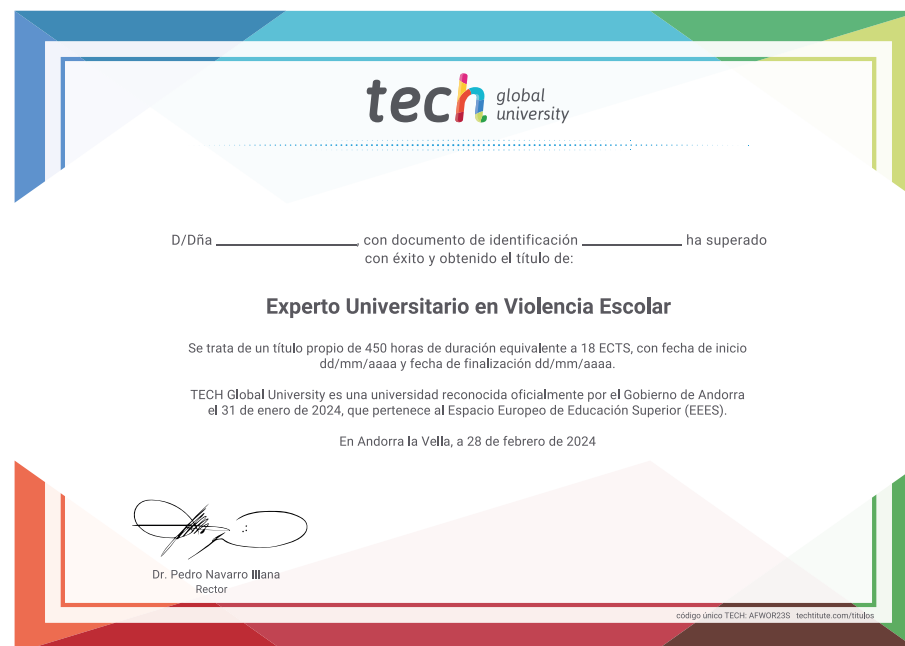 tech global university
D/Dña ____________________, con documento de identificación ______________ ha superado
con éxito y obtenido el título de:
Experto Universitario en Violencia Escolar
Se trata de un título propio de 450 horas de duración equivalente a 18 ECTS, con fecha de inicio
dd/mm/aaaa y fecha de finalización dd/mm/aaaa.
TECH Global University es una universidad reconocida oficialmente por el Gobierno de Andorra
el 31 de enero de 2024, que pertenece al Espacio Europeo de Educación Superior (EEES).
En Andorra la Vella, a 28 de febrero de 2024
Dr. Pedro Navarro Illana
Rector
código único TECH: AFWOR23S techtitute.com/titulos